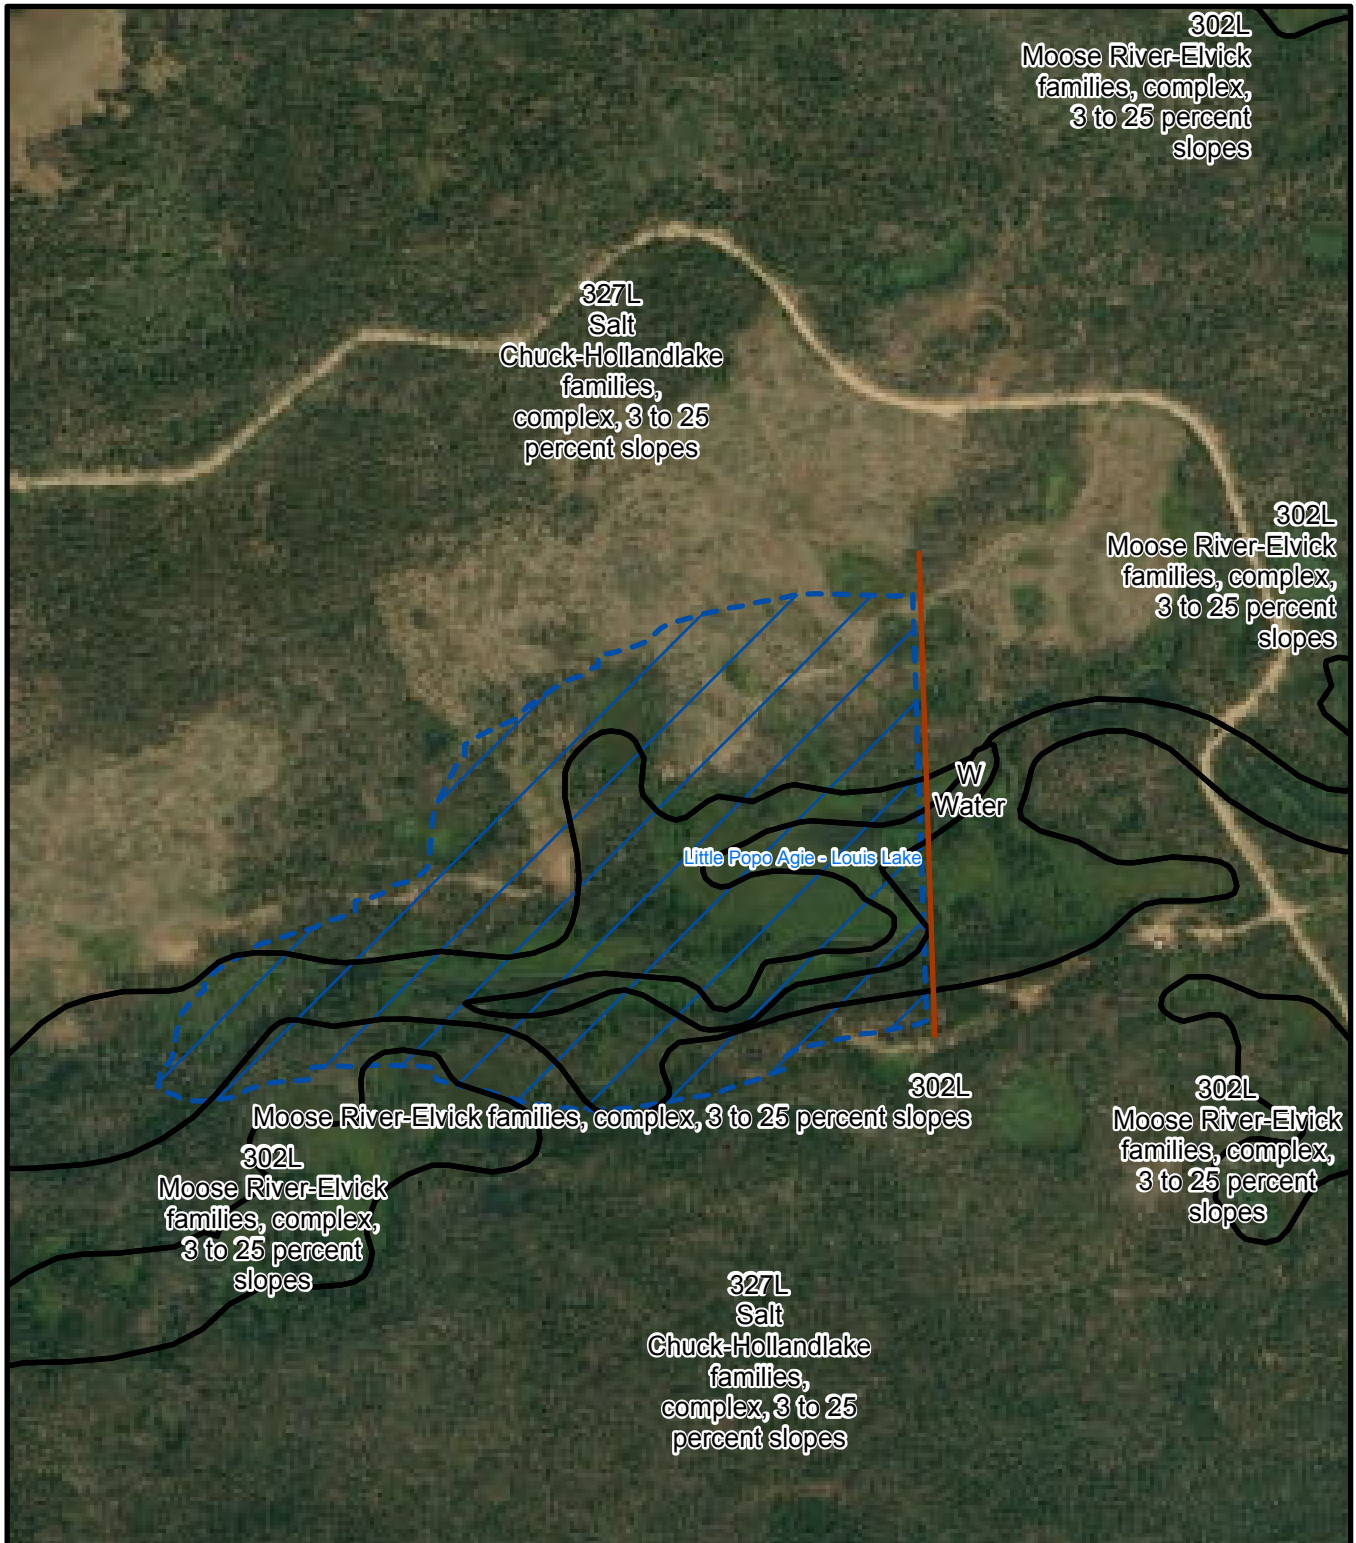 302L
Moose River-Elvick
families, complex,
3 to 25 percent
slopes
327L
Salt
Chuck-Hollandlake
families,
complex, 3 to 25
percent slopes
302L
Moose River-Elvick
families, complex,
3 to 25 percent
slopes
W
Water
Little Popo Agie - Louis Lake
302L
Moose River-Elvick families, complex, 3 to 25 percent slopes
302L
Moose River-Elvick
families, complex,
3 to 25 percent
slopes
302L
Moose River-Elvick
families, complex,
3 to 25 percent
slopes
327L
Salt
Chuck-Hollandlake
families,
complex, 3 to 25
percent slopes